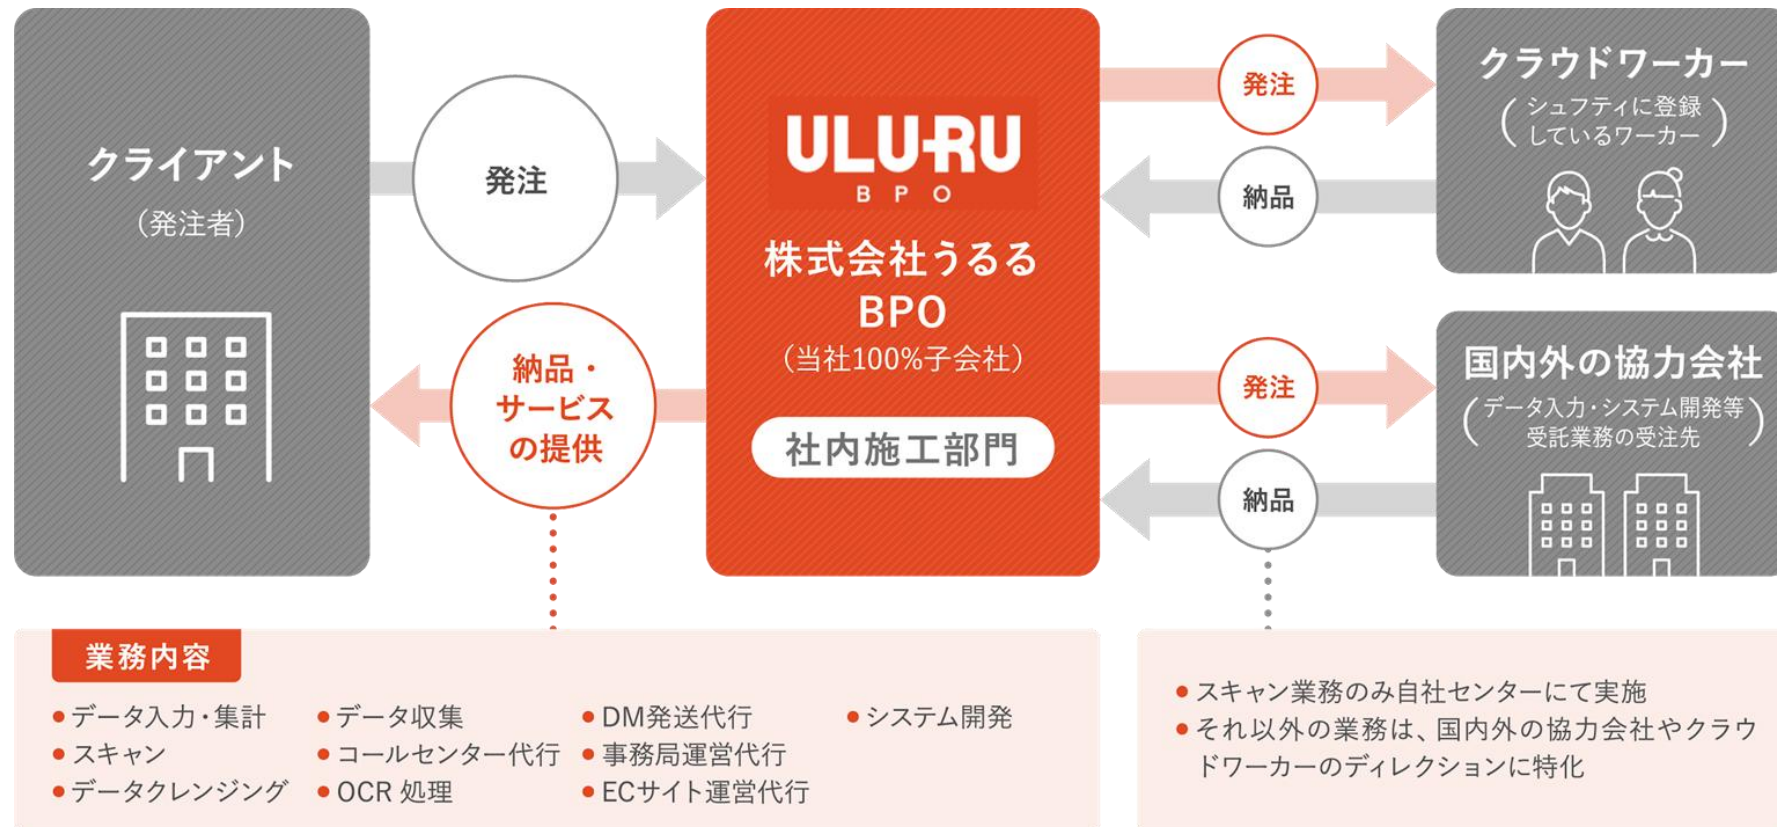 クライアント
（発注者）
発注
納品・
サービス
の提供
ULURU
BPO
株式会社うるる
BPO
（当社100%子会社）
社内施工部門
発注
納品
クラウドワーカー
（シュフティに登録
しているワーカー）
発注
納品
国内外の協力会社
（データ入力・システム開発等
受託業務の受注先）
業務内容
●データ入力・集計
●スキャン
●データクレンジング
●データ収集
●コールセンター代行
●OCR 処理
●DM発送代行
●事務局運営代行
●ECサイト運営代行
●システム開発
●スキャン業務のみ自社センターにて実施
●それ以外の業務は、国内外の協力会社やクラウ
ドワーカーのディレクションに特化